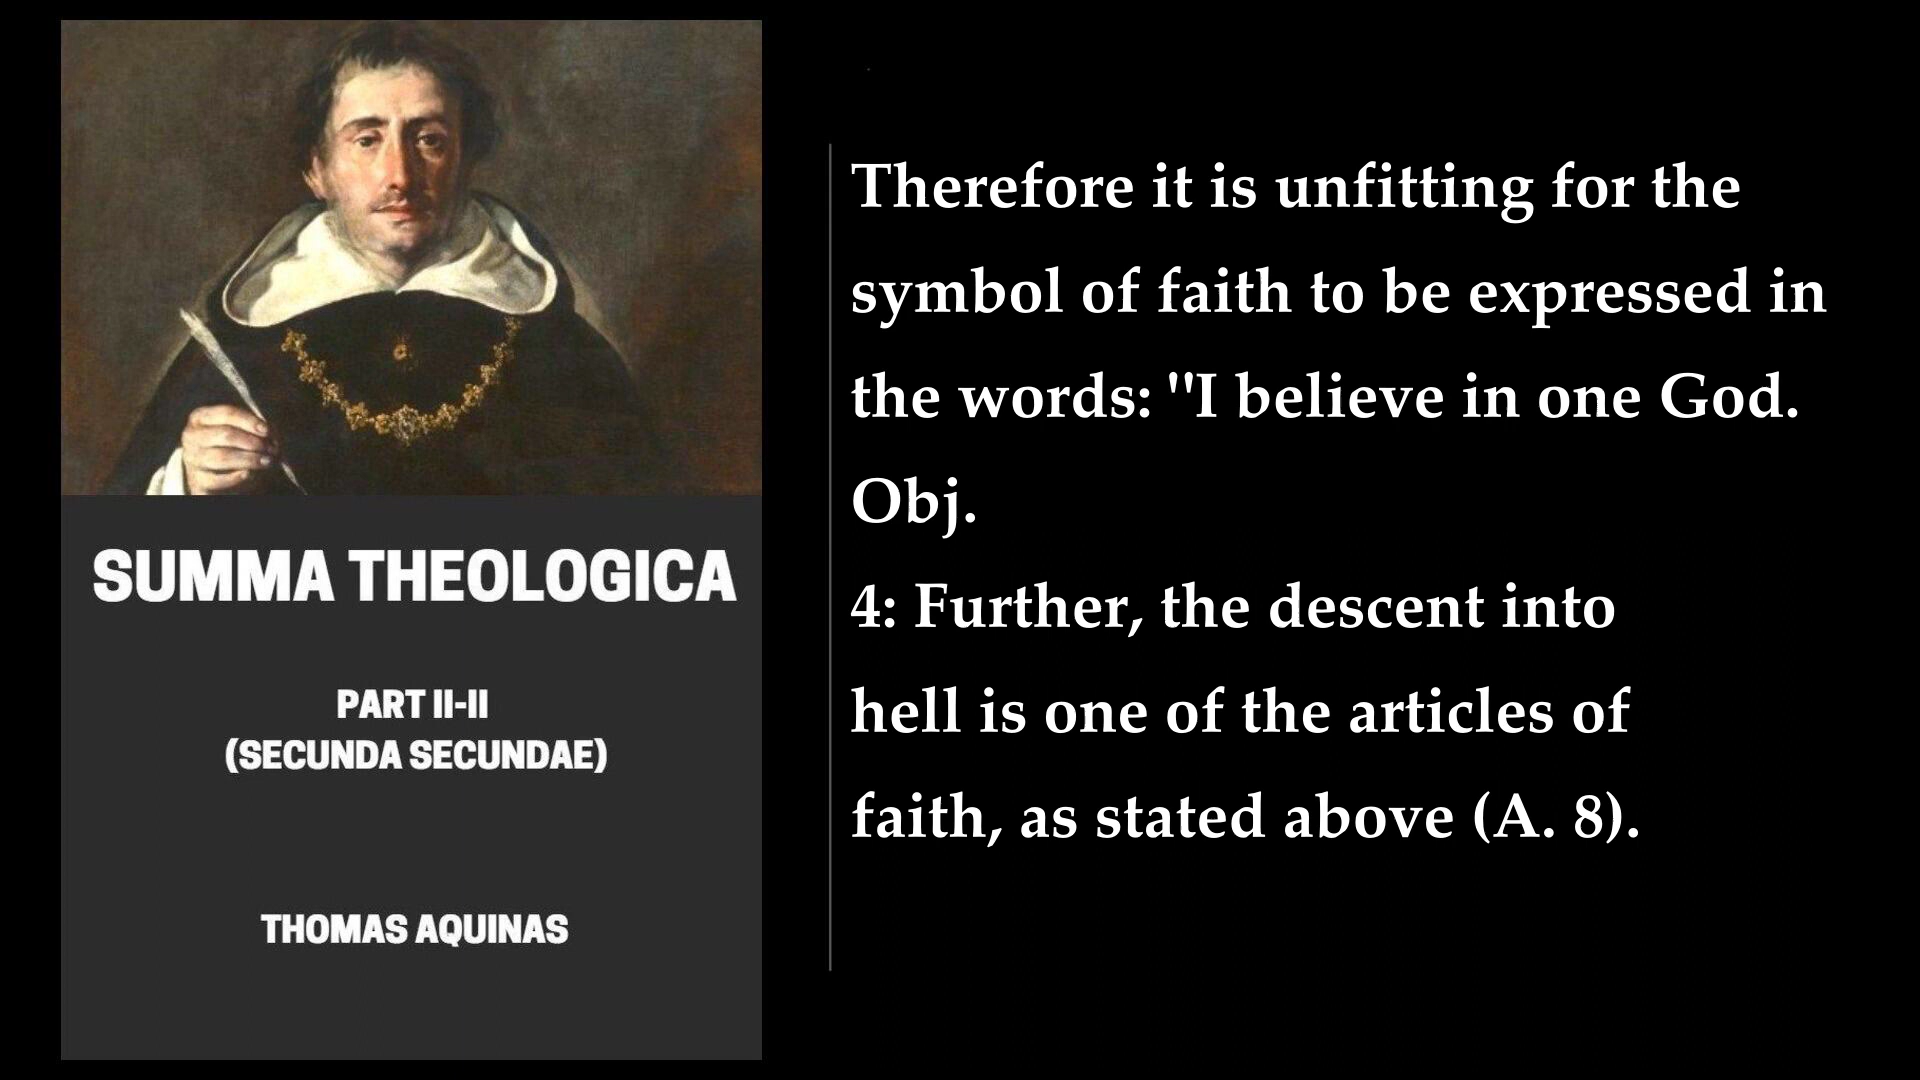 SUMMA THEOLOGICA
PART II-II
(SECUNDA SECUNDAE)
THOMAS AQUINAS
Therefore it is unfitting for the
symbol of faith to be expressed in
the words: "I believe in one God.
Obj.
4: Further, the descent into
hell is one of the articles of
faith, as stated above (A. 8).